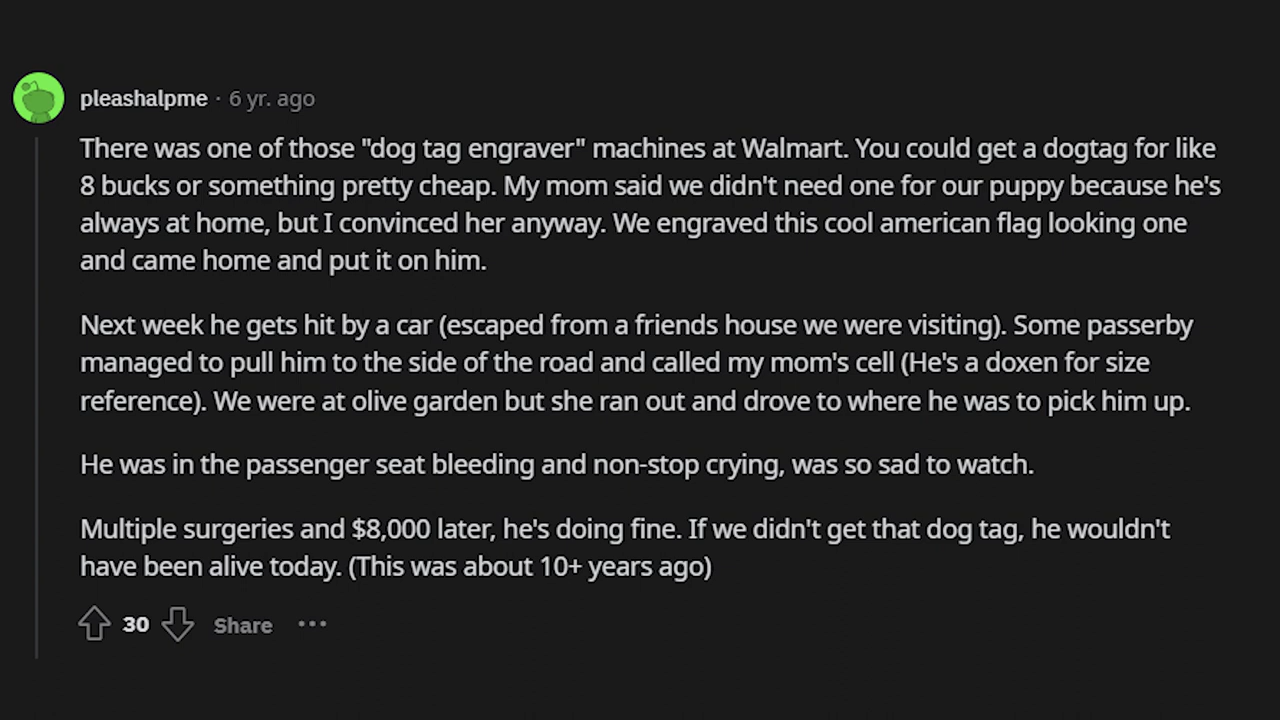 pleashalpme · 6 yr. ago
There was one of those "dog tag engraver" machines at Walmart. You could get a dogtag for like
8 bucks or something pretty cheap. My mom said we didn't need one for our puppy because he's
always at home, but I convinced her anyway. We engraved this cool american flag looking one
and came home and put it on him.
Next week he gets hit by a car (escaped from a friends house we were visiting). Some passerby
managed to pull him to the side of the road and called my mom's cell (He's a doxen for size
reference). We were at olive garden but she ran out and drove to where he was to pick him up.
He was in the passenger seat bleeding and non-stop crying, was so sad to watch.
Multiple surgeries and $8,000 later, he's doing fine. If we didn't get that dog tag, he wouldn't
have been alive today. (This was about 10+ years ago)
30 Share ···